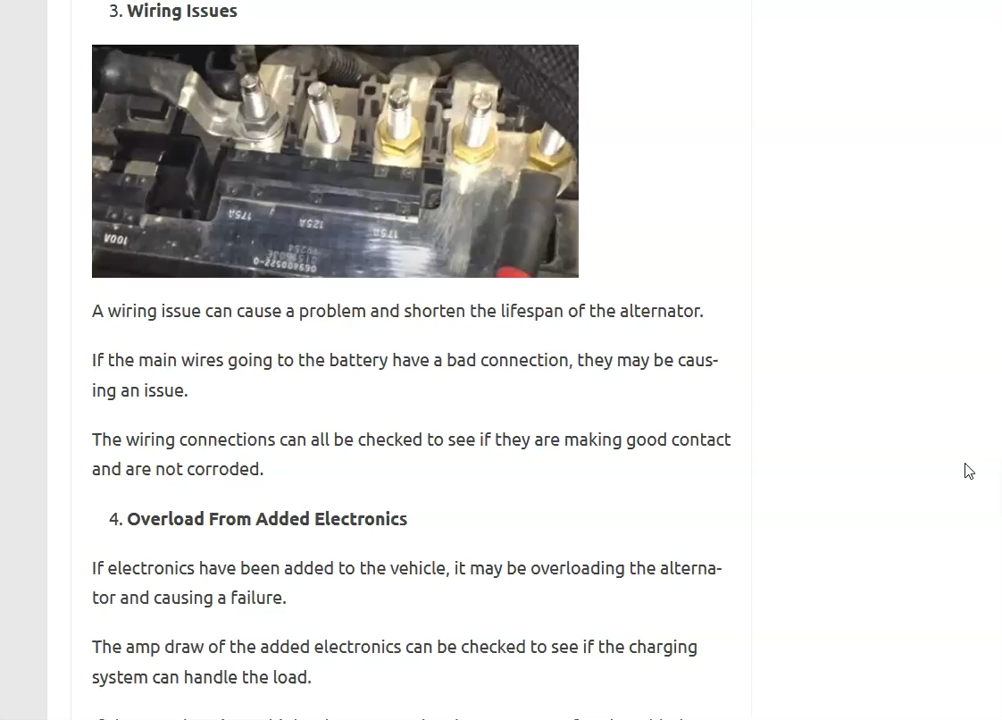 3. Wiring Issues
100A
175A
125A
175A
A wiring issue can cause a problem and shorten the lifespan of the alternator.
If the main wires going to the battery have a bad connection, they may be caus-
ing an issue.
The wiring connections can all be checked to see if they are making good contact
and are not corroded.
4. Overload From Added Electronics
If electronics have been added to the vehicle, it may be overloading the alterna-
tor and causing a failure.
The amp draw of the added electronics can be checked to see if the charging
system can handle the load.